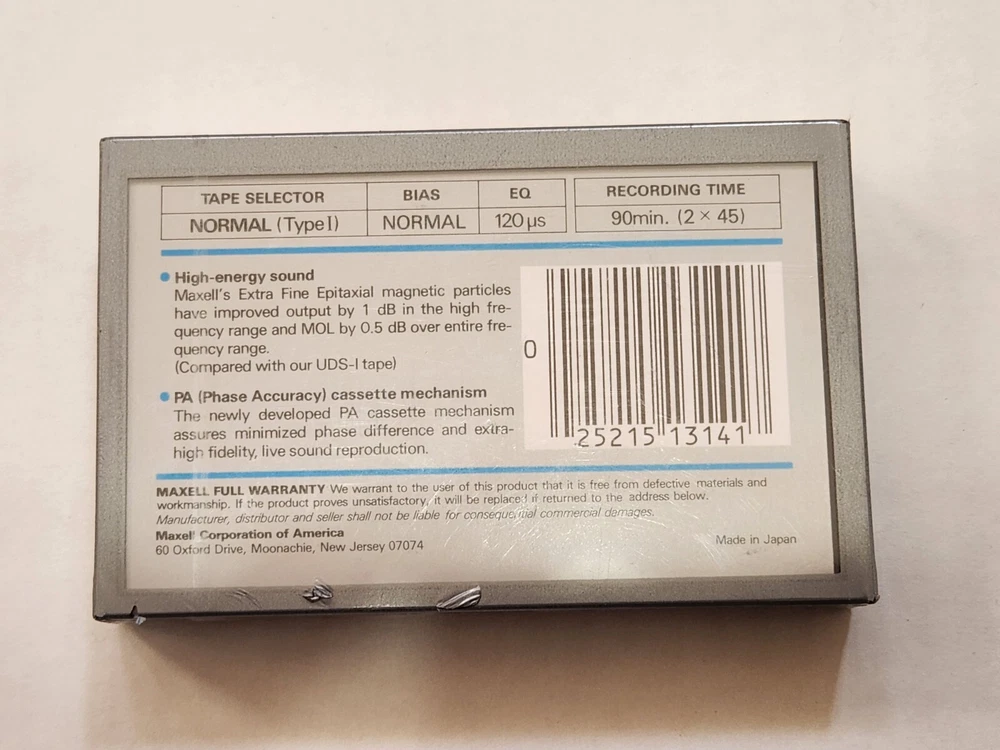 TAPE SELECTOR BIAS EQ RECORDING TIME
NORMAL (Type I) NORMAL 120 µs 90min. (2 × 45)
High-energy sound
Maxell's Extra Fine Epitaxial magnetic particles
have improved output by 1 dB in the high fre-
quency range and MOL by 0.5 dB over entire fre-
quency range.
(Compared with our UDS-I tape)
PA (Phase Accuracy) cassette mechanism
The newly developed PA cassette mechanism
assures minimized phase difference and extra-
high fidelity, live sound reproduction.
0 25215 13141
MAXELL FULL WARRANTY We warrant to the user of this product that it is free from defective materials and
workmanship. If the product proves unsatisfactory, it will be replaced if returned to the address below.
Manufacturer, distributor and seller shall not be liable for consequential commercial damages.
Maxell Corporation of America
60 Oxford Drive, Moonachie, New Jersey 07074
Made in Japan